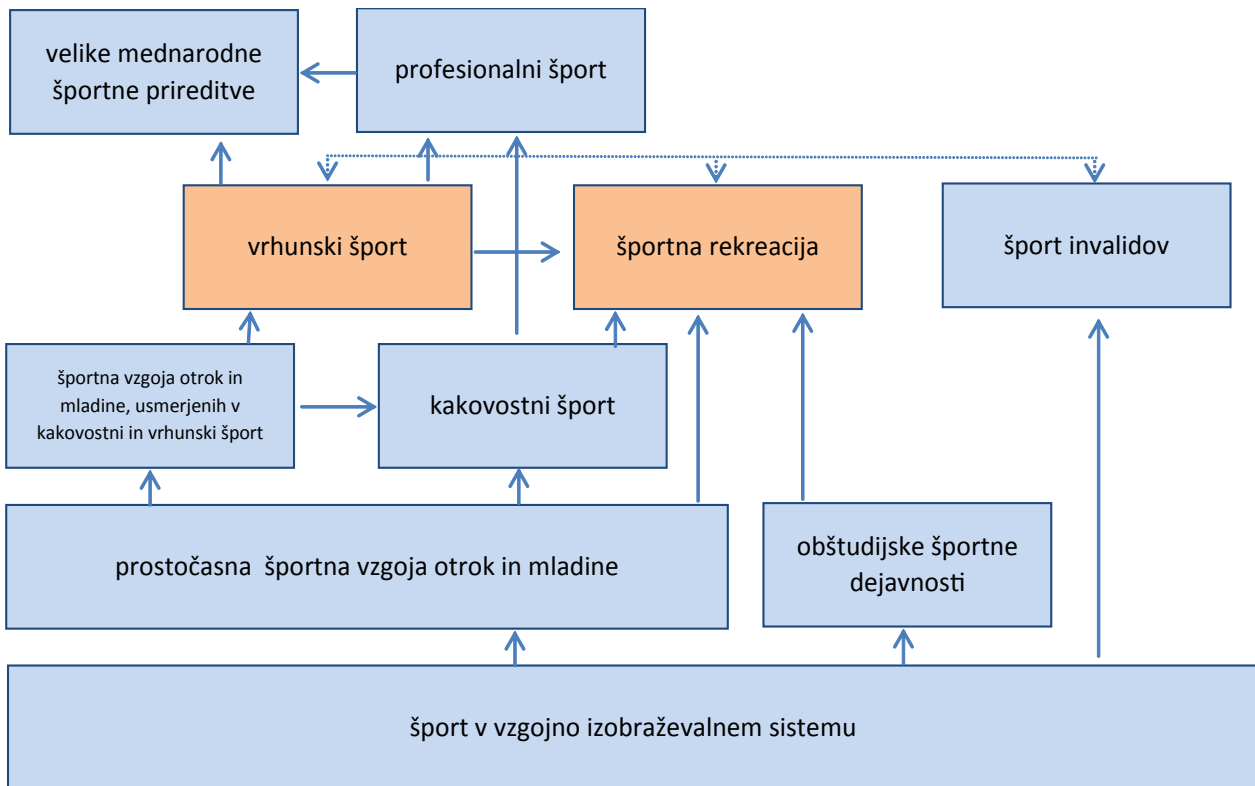 velike mednarodne
športne prireditve
profesionalni šport
vrhunski šport
športna rekreacija
šport invalidov
športna vzgoja otrok in
mladine, usmerjenih v
kakovostni in vrhunski šport
kakovostni šport
prostočasna športna vzgoja otrok in mladine
obštudijske športne
dejavnosti
šport v vzgojno izobraževalnem sistemu